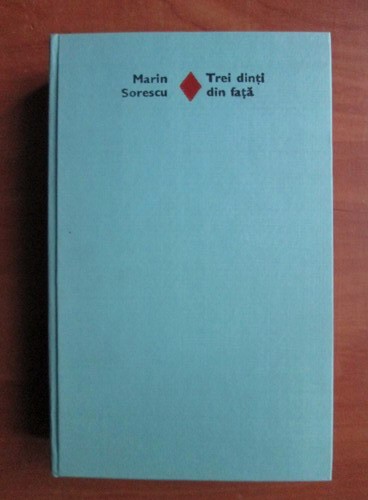 Marin
Sorescu
Trei dinți
din față